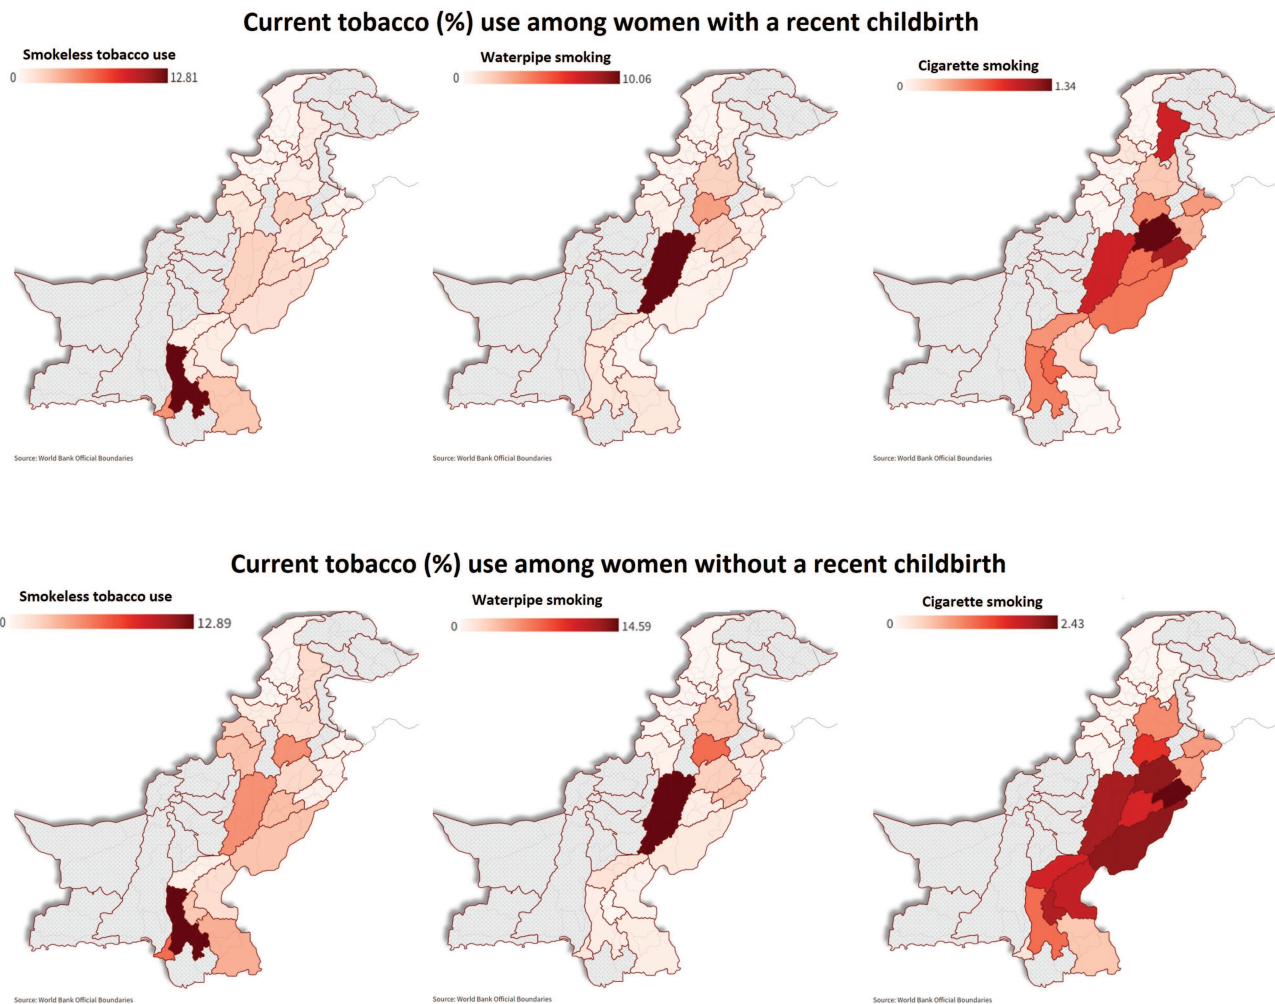 Current tobacco (%) use among women with a recent childbirth
Smokeless tobacco use
0 12.81
Waterpipe smoking
0 10.06
Cigarette smoking
0 1.34
Source: World Bank Official Boundaries
Source: World Bank Official Boundaries
Source: World Bank Official Boundaries
Current tobacco (%) use among women without a recent childbirth
Smokeless tobacco use
0 12.89
Waterpipe smoking
0 14.59
Cigarette smoking
0 2.43
Source: World Bank Official Boundaries
Source: World Bank Official Boundaries
Source: World Bank Official Boundaries